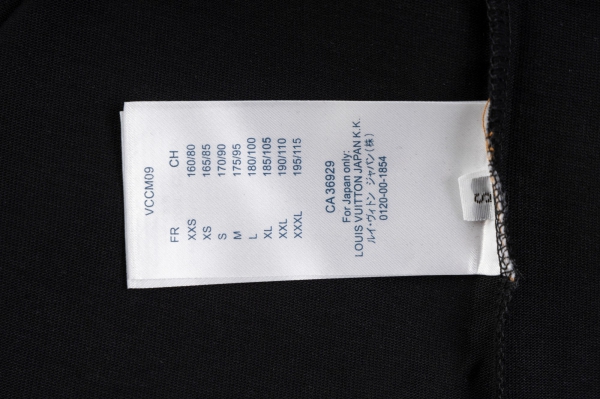 VCCM09
FR CH
XXS 160/80
XS 165/85
S 170/90
M 175/95
L 180/100
XL 185/105
XXL 190/110
XXXL 195/115
CA 36929
For Japan only:
LOUIS VUITTON JAPAN K.K.
ルイ・ヴィトン ジャパン(株)
0120-00-1854
S